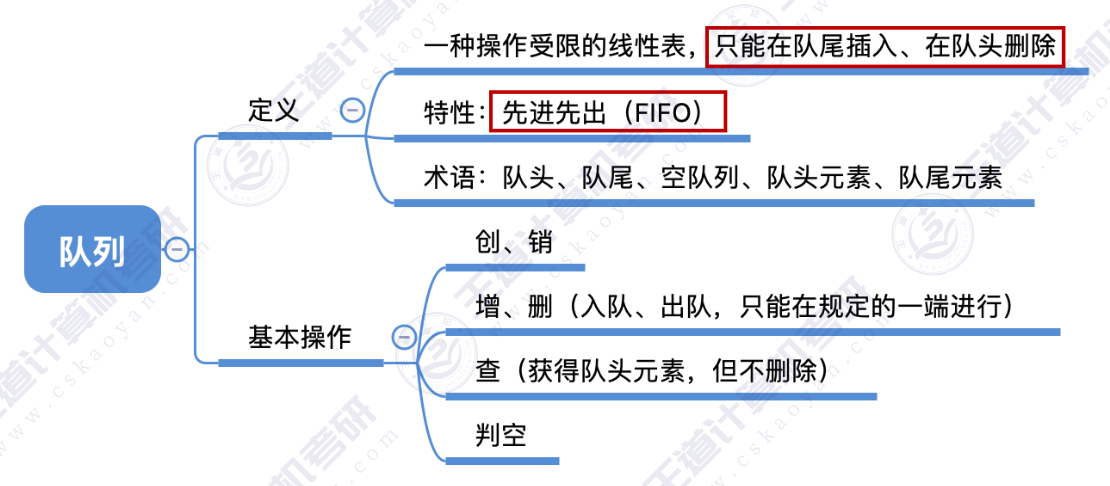 一种操作受限的线性表，只能在队尾插入、在队头删除
定义
特性：先进先出（FIFO）
术语：队头、队尾、空队列、队头元素、队尾元素
队列
创、销
增、删（入队、出队，只能在规定的一端进行）
基本操作
查（获得队头元素，但不删除）
判空
王道计算机考研
www.cskaoyan.com